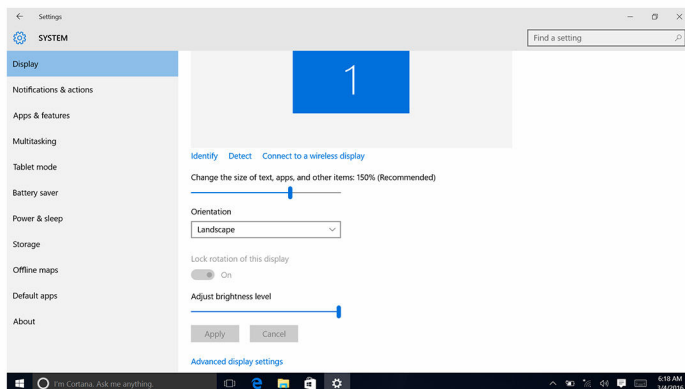 Settings
SYSTEM
Find a setting
Display
Notifications & actions
Apps & features
Multitasking
Tablet mode
Battery saver
Power & sleep
Storage
Offline maps
Default apps
About
1
Identify Detect Connect to a wireless display
Change the size of text, apps, and other items: 150% (Recommended)
Orientation
Landscape
Lock rotation of this display
On
Adjust brightness level
Apply Cancel
Advanced display settings
I'm Cortana. Ask me anything.
6:18 AM
3/4/2016